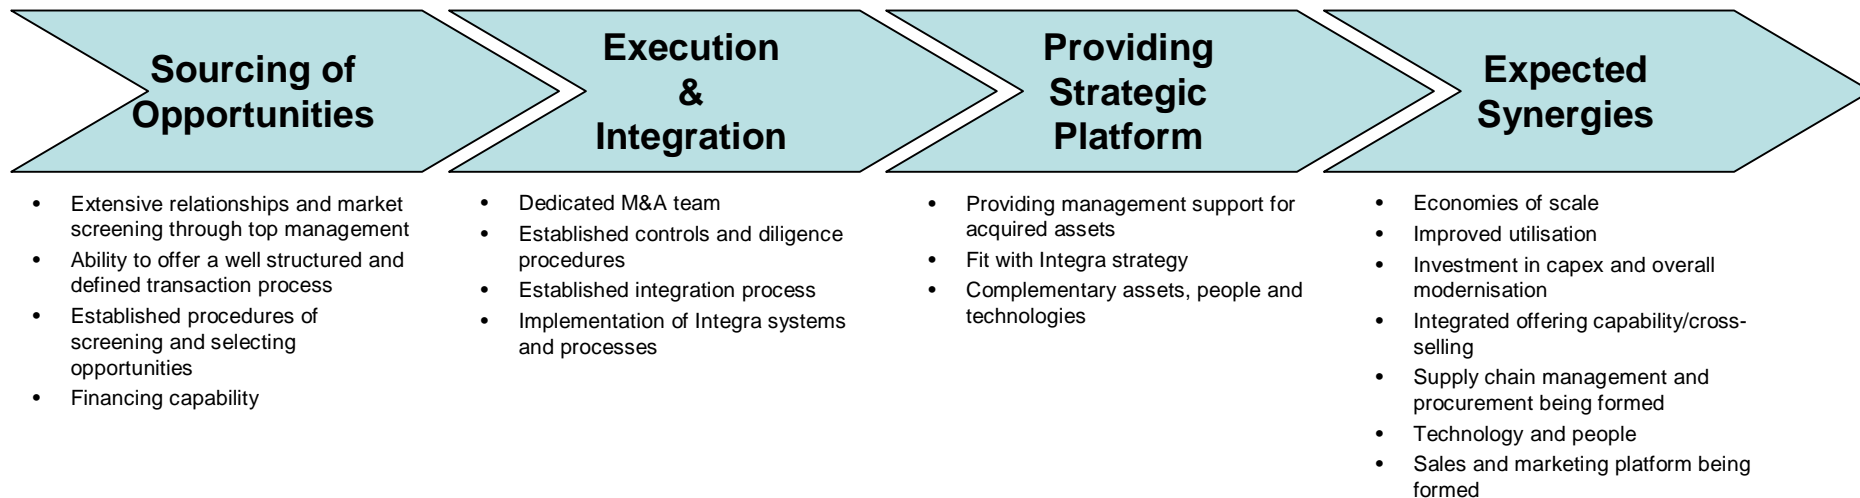 Sourcing of
Opportunities
• Extensive relationships and market
screening through top management
• Ability to offer a well structured and
defined transaction process
• Established procedures of
screening and selecting
opportunities
• Financing capability
Execution
&
Integration
• Dedicated M&A team
• Established controls and diligence
procedures
• Established integration process
• Implementation of Integra systems
and processes
Providing
Strategic
Platform
• Providing management support for
acquired assets
• Fit with Integra strategy
• Complementary assets, people and
technologies
Expected
Synergies
• Economies of scale
• Improved utilisation
• Investment in capex and overall
modernisation
• Integrated offering capability/cross-
selling
• Supply chain management and
procurement being formed
• Technology and people
• Sales and marketing platform being
formed